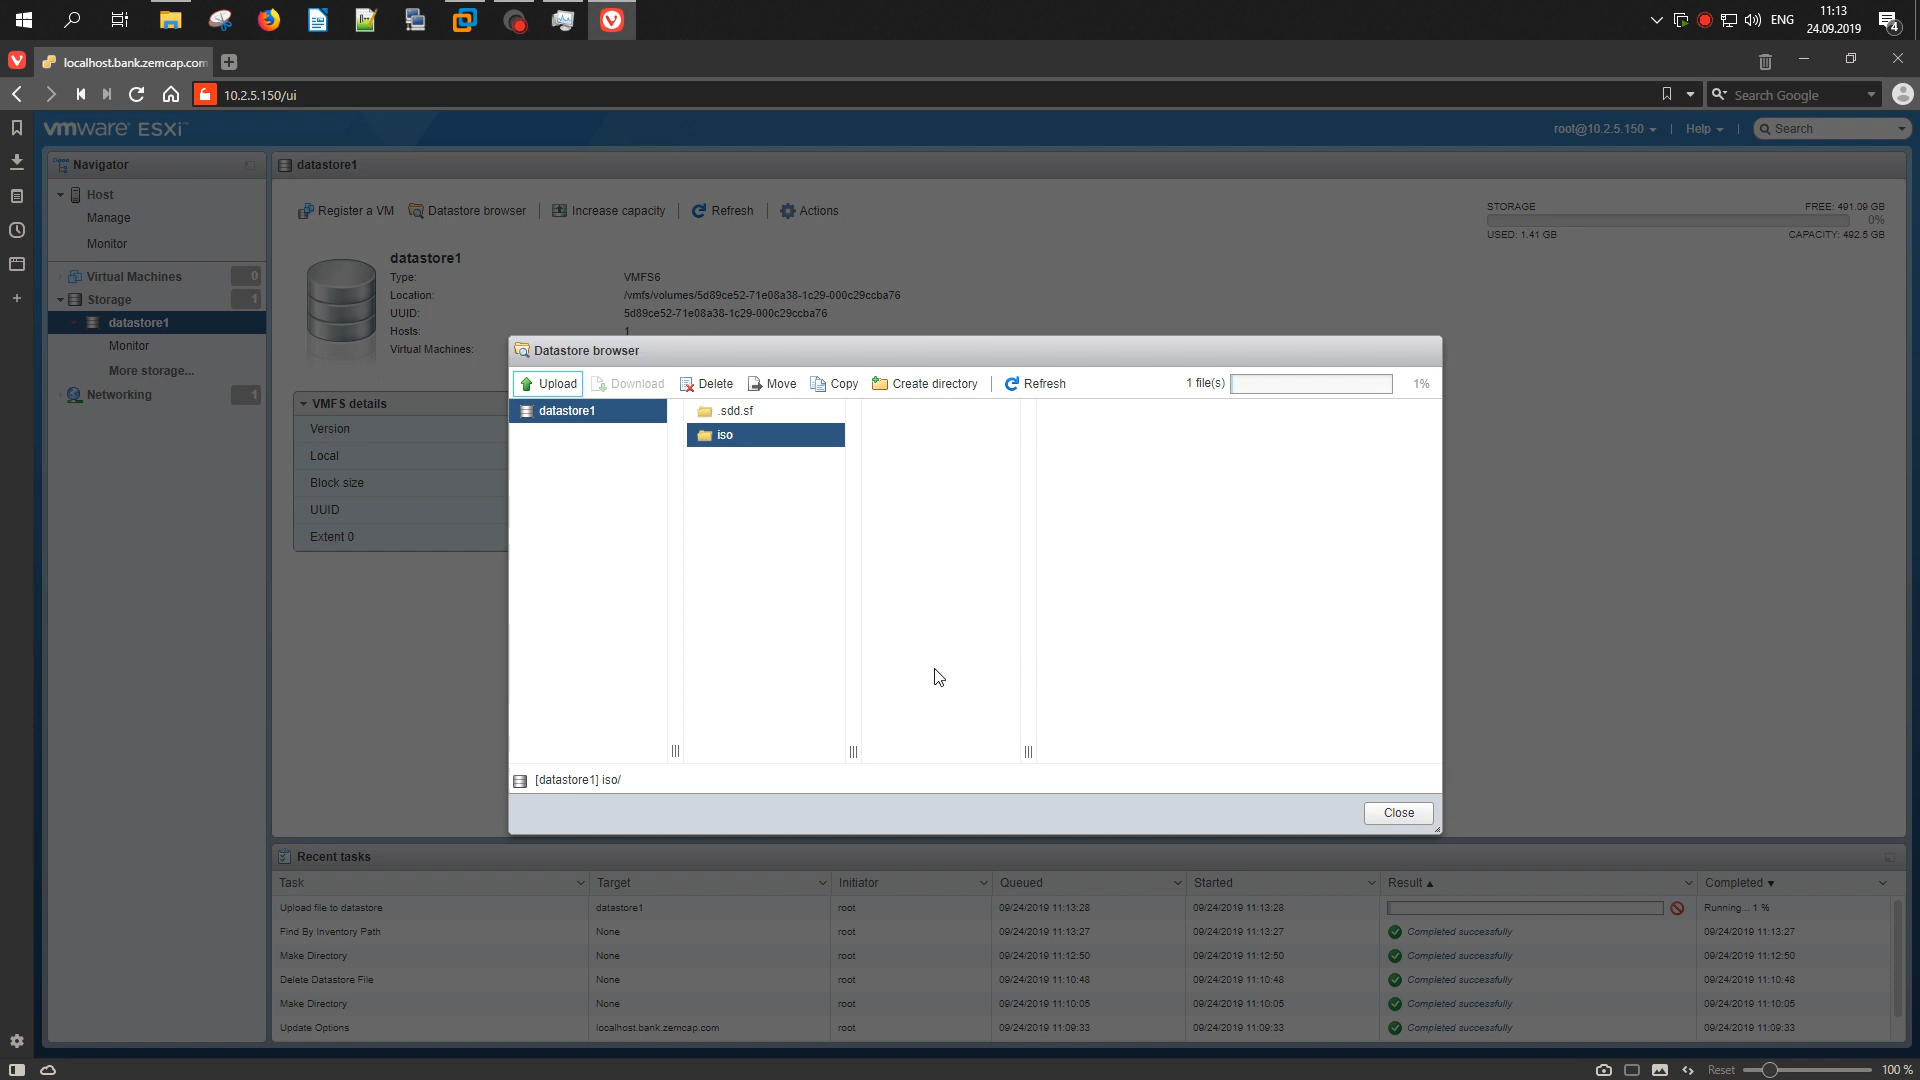 ENG
11:13
24.09.2019
4
localhost.bank.zemcap.com
10.2.5.150/ui
Search Google
vmware ESXi™
root@10.2.5.150
Help
Search
Navigator
Host
Manage
Monitor
Virtual Machines
0
Storage
1
datastore1
Monitor
More storage...
Networking
1
datastore1
Register a VM
Datastore browser
Increase capacity
Refresh
Actions
STORAGE
FREE: 491.09 GB
0%
USED: 1.41 GB
CAPACITY: 492.5 GB
datastore1
Type:
VMFS6
Location:
/vmfs/volumes/5d89ce52-71e08a38-1c29-000c29ccba76
UUID:
5d89ce52-71e08a38-1c29-000c29ccba76
Hosts:
1
Virtual Machines:
VMFS details
Version
Local
Block size
UUID
Extent 0
Datastore browser
Upload
Download
Delete
Move
Copy
Create directory
Refresh
1 file(s)
1%
datastore1
.sdd.sf
iso
[datastore1] iso/
Close
Recent tasks
Task Target Initiator Queued Started Result Completed
Upload file to datastore datastore1 root 09/24/2019 11:13:28 09/24/2019 11:13:28 Running... 1 %
Find By Inventory Path None root 09/24/2019 11:13:27 09/24/2019 11:13:27 Completed successfully 09/24/2019 11:13:27
Make Directory None root 09/24/2019 11:12:50 09/24/2019 11:12:50 Completed successfully 09/24/2019 11:12:50
Delete Datastore File None root 09/24/2019 11:10:48 09/24/2019 11:10:48 Completed successfully 09/24/2019 11:10:48
Make Directory None root 09/24/2019 11:10:05 09/24/2019 11:10:05 Completed successfully 09/24/2019 11:10:05
Update Options localhost.bank.zemcap.com root 09/24/2019 11:09:33 09/24/2019 11:09:33 Completed successfully 09/24/2019 11:09:33
Reset
100 %